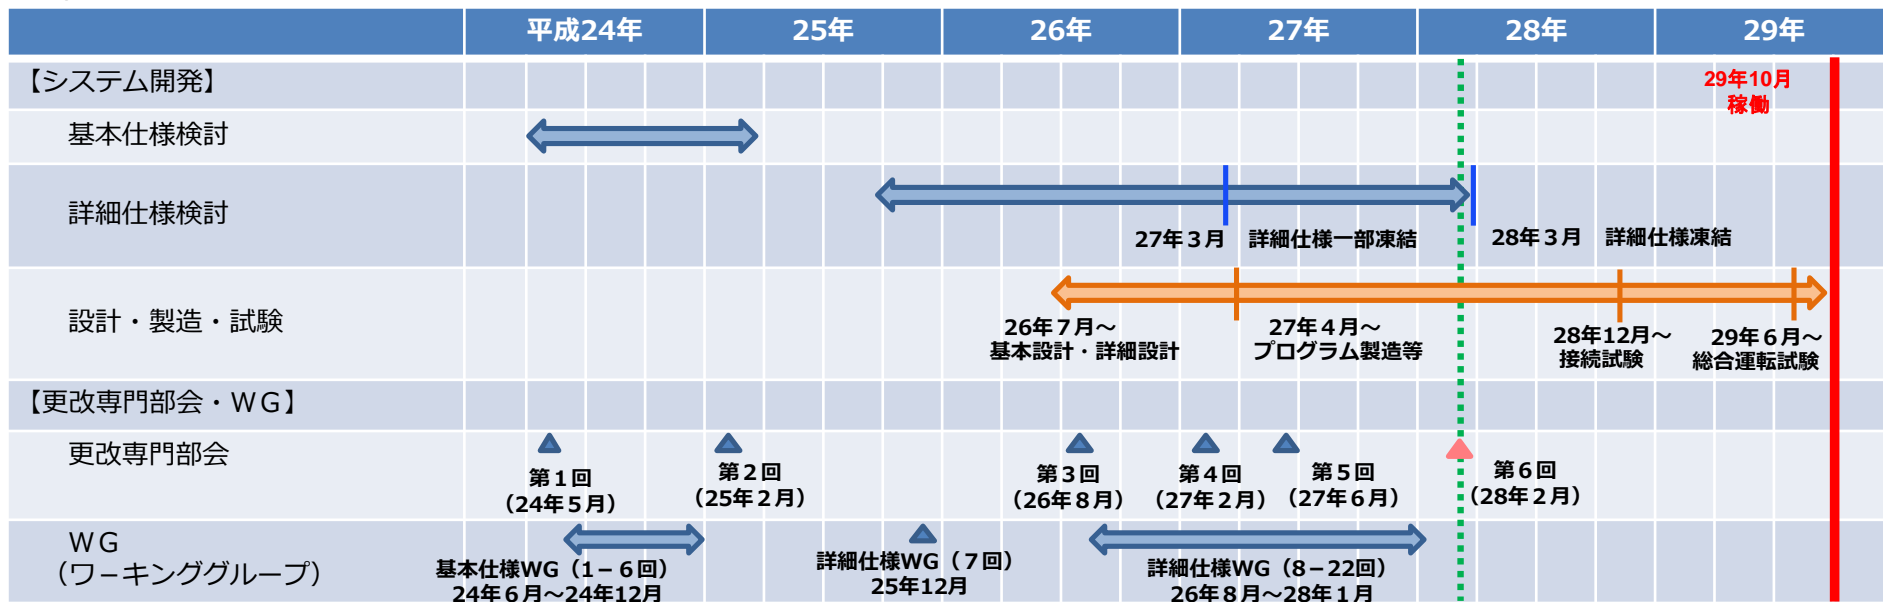 平成24年 25年 26年 27年 28年 29年
【システム開発】
29年10月
稼働
基本仕様検討
詳細仕様検討
27年３月 詳細仕様一部凍結
28年３月 詳細仕様凍結
設計・製造・試験
26年７月～
基本設計・詳細設計
27年４月～
プログラム製造等
28年12月～
接続試験
29年６月～
総合運転試験
【更改専門部会・ＷＧ】
更改専門部会
第１回
（24年５月）
第２回
（25年２月）
第３回
（26年８月）
第４回
（27年２月）
第５回
（27年６月）
第６回
（28年２月）
ＷＧ
（ワーキンググループ）
基本仕様WG（1－６回）
24年６月～24年12月
詳細仕様WG（７回）
25年12月
詳細仕様WG（8－22回）
26年８月～28年１月